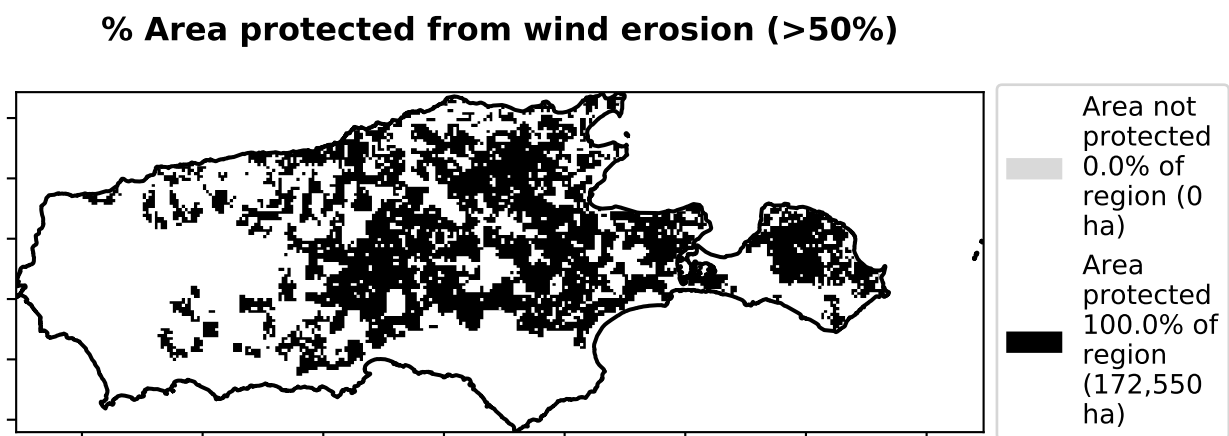 % Area protected from wind erosion (>50%)
Area not
protected
0.0% of
region (0
ha)
Area
protected
100.0% of
region
(172,550
ha)